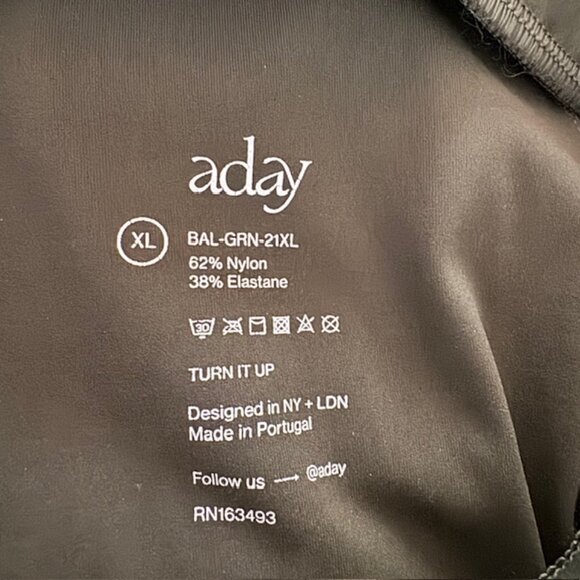 aday
XL
BAL-GRN-21XL
62% Nylon
38% Elastane
30
TURN IT UP
Designed in NY + LDN
Made in Portugal
Follow us → @aday
RN163493